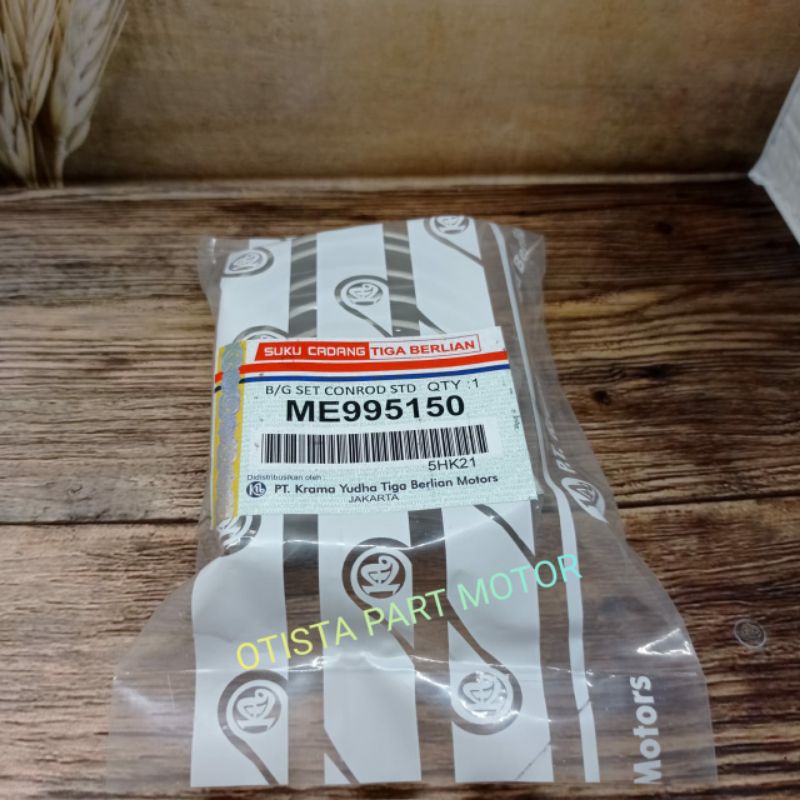 SUKU CADANG TIGA BERLIAN
B/G SET CONROD STD QTY :1
ME995150
5HK21
Didistribusikan oleh :
PT. Krama Yudha Tiga Berlian Motors
JAKARTA
OTISTA PART MOTOR
Motors